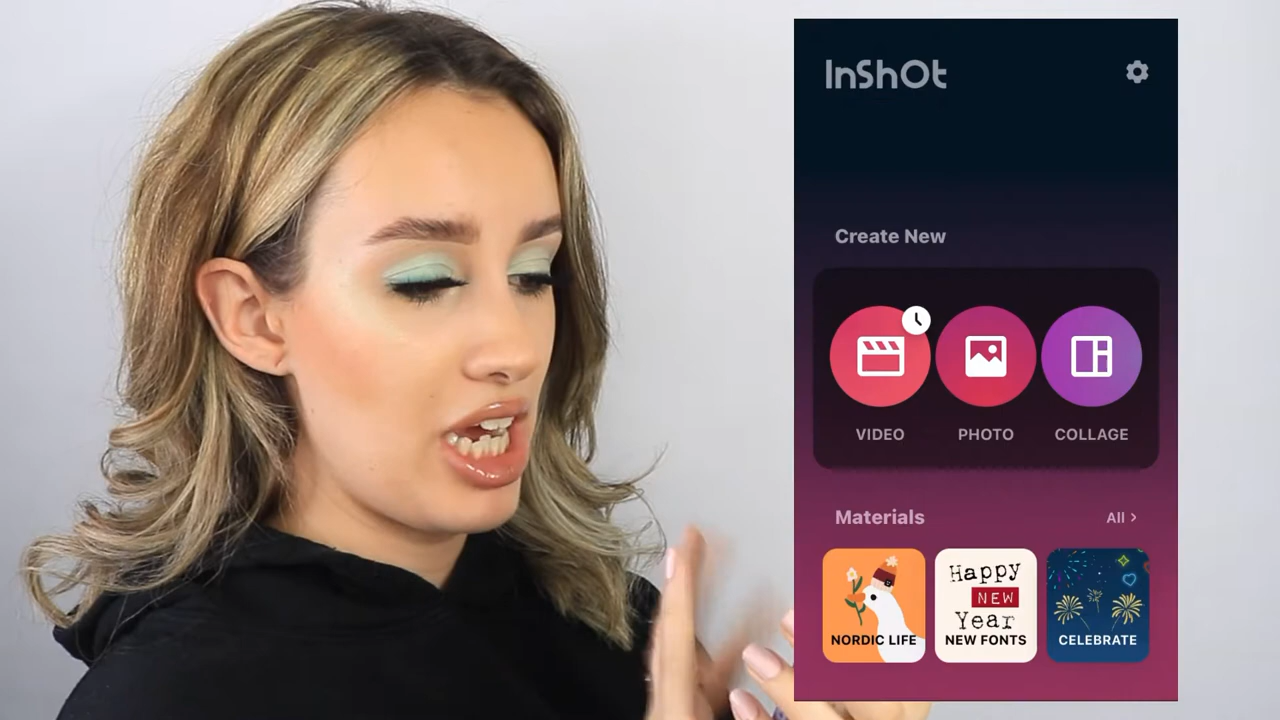 InShOt
Create New
VIDEO PHOTO COLLAGE
Materials All >
Happy
NEW
Year
NORDIC LIFE NEW FONTS CELEBRATE